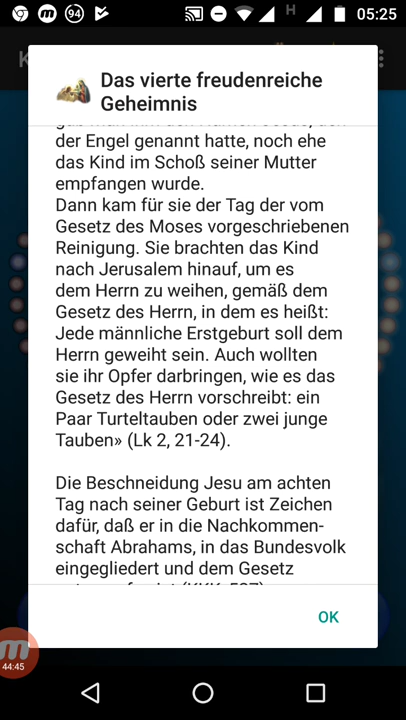 94
H
05:25
Das vierte freudenreiche
Geheimnis
der Engel genannt hatte, noch ehe
das Kind im Schoß seiner Mutter
empfangen wurde.
Dann kam für sie der Tag der vom
Gesetz des Moses vorgeschriebenen
Reinigung. Sie brachten das Kind
nach Jerusalem hinauf, um es
dem Herrn zu weihen, gemäß dem
Gesetz des Herrn, in dem es heißt:
Jede männliche Erstgeburt soll dem
Herrn geweiht sein. Auch wollten
sie ihr Opfer darbringen, wie es das
Gesetz des Herrn vorschreibt: ein
Paar Turteltauben oder zwei junge
Tauben» (Lk 2, 21-24).
Die Beschneidung Jesu am achten
Tag nach seiner Geburt ist Zeichen
dafür, daß er in die Nachkommen-
schaft Abrahams, in das Bundesvolk
eingegliedert und dem Gesetz
OK
44:45